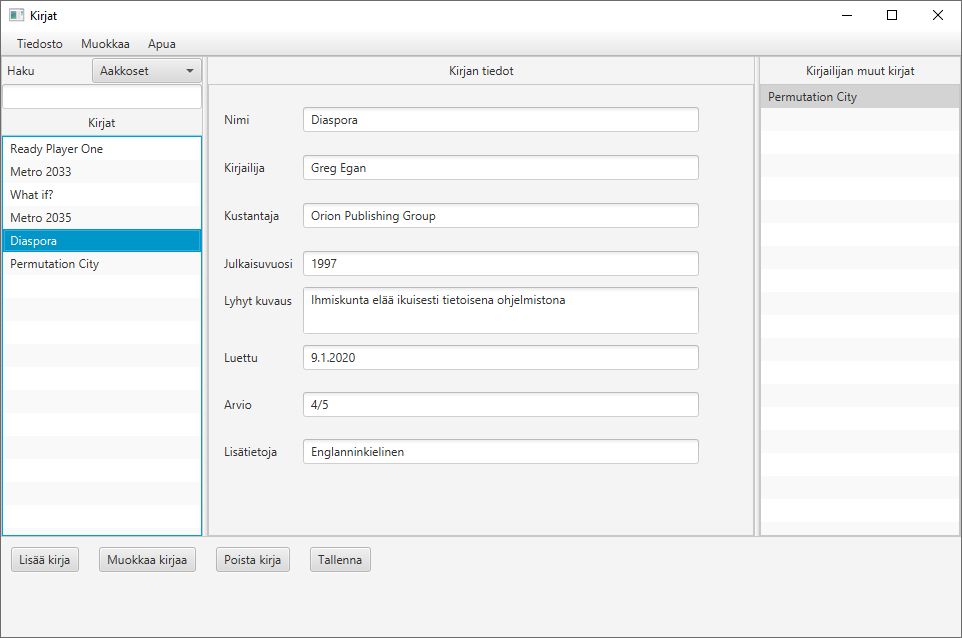 Kirjat
Tiedosto Muokkaa Apua
Haku Aakkoset
Kirjat
Ready Player One
Metro 2033
What if?
Metro 2035
Diaspora
Permutation City
Kirjan tiedot
Nimi Diaspora
Kirjailija Greg Egan
Kustantaja Orion Publishing Group
Julkaisuvuosi 1997
Lyhyt kuvaus Ihmiskunta elää ikuisesti tietoisena ohjelmistona
Luettu 9.1.2020
Arvio 4/5
Lisätietoja Englanninkielinen
Kirjailijan muut kirjat
Permutation City
Lisää kirja Muokkaa kirjaa Poista kirja Tallenna